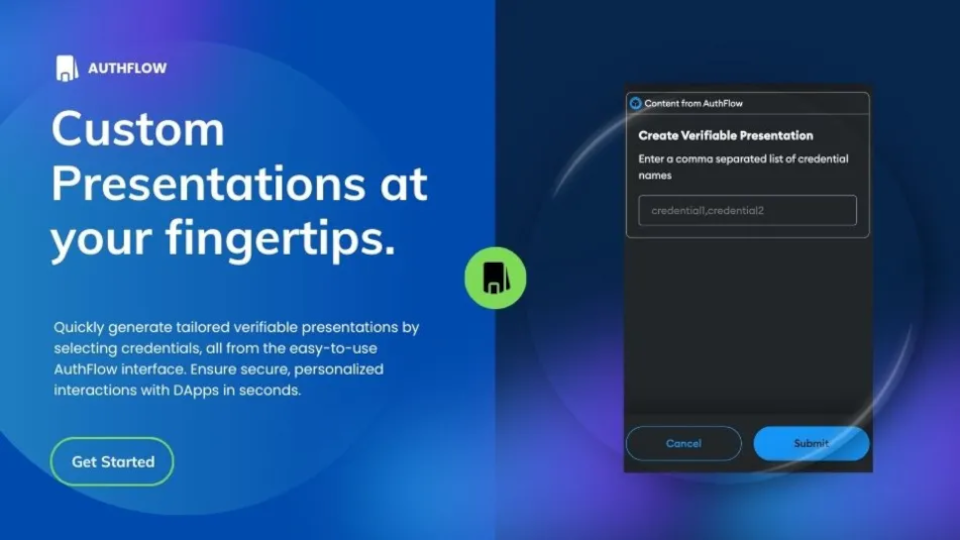 AUTHFLOW
Custom
Presentations at
your fingertips.
Quickly generate tailored verifiable presentations by
selecting credentials, all from the easy-to-use
AuthFlow interface. Ensure secure, personalized
interactions with DApps in seconds.
Get Started
Content from AuthFlow
Create Verifiable Presentation
Enter a comma separated list of credential
names
credential1,credential2
Cancel
Submit